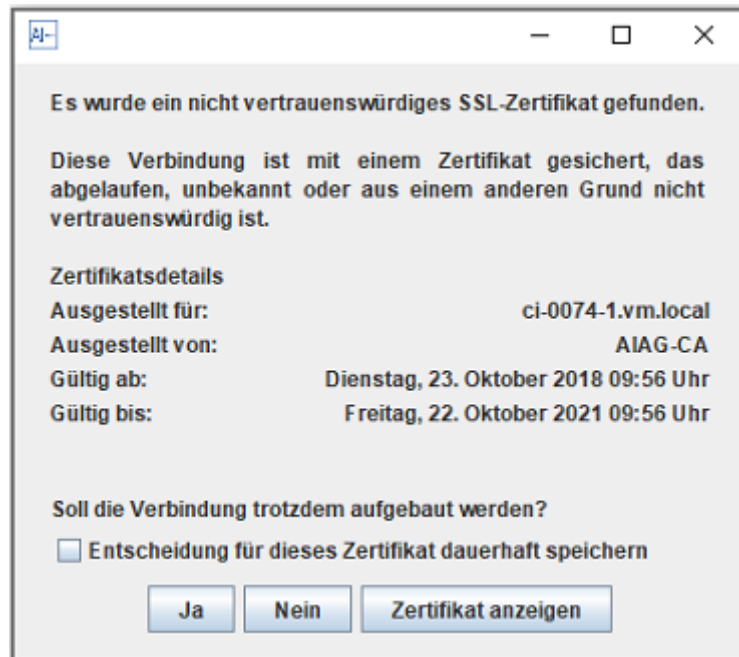 AJ--
Es wurde ein nicht vertrauenswürdiges SSL-Zertifikat gefunden.
Diese Verbindung ist mit einem Zertifikat gesichert, das
abgelaufen, unbekannt oder aus einem anderen Grund nicht
vertrauenswürdig ist.
Zertifikatsdetails
Ausgestellt für: ci-0074-1.vm.local
Ausgestellt von: AIAG-CA
Gültig ab: Dienstag, 23. Oktober 2018 09:56 Uhr
Gültig bis: Freitag, 22. Oktober 2021 09:56 Uhr
Soll die Verbindung trotzdem aufgebaut werden?
Entscheidung für dieses Zertifikat dauerhaft speichern
Ja Nein Zertifikat anzeigen